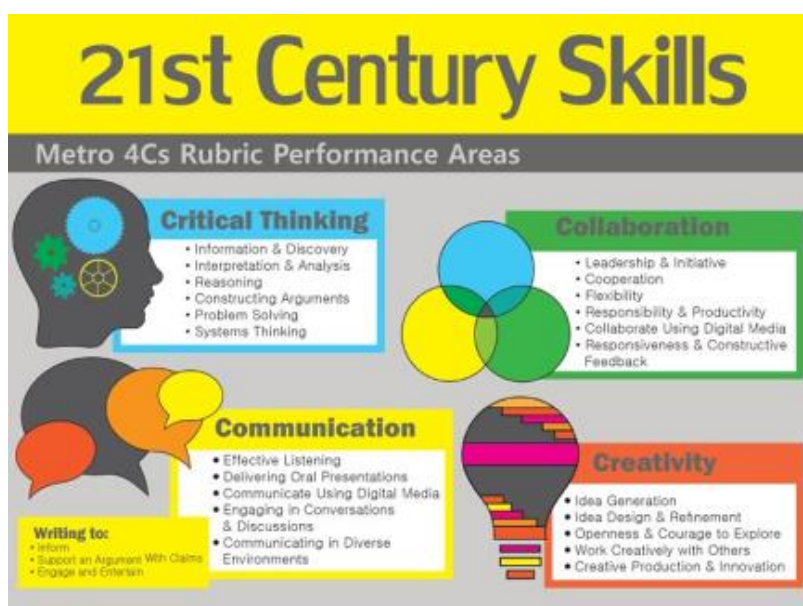 21st Century Skills
Metro 4Cs Rubric Performance Areas
Critical Thinking
• Information & Discovery
• Interpretation & Analysis
• Reasoning
• Constructing Arguments
• Problem Solving
• Systems Thinking
Collaboration
• Leadership & Initiative
• Cooperation
• Flexibility
• Responsibility & Productivity
• Collaborate Using Digital Media
• Responsiveness & Constructive
Feedback
Communication
• Effective Listening
• Delivering Oral Presentations
• Communicate Using Digital Media
• Engaging in Conversations
& Discussions
• Communicating in Diverse
Environments
Writing to:
• Inform
• Support an Argument With Claims
• Engage and Entertain
Creativity
• Idea Generation
• Idea Design & Refinement
• Openness & Courage to Explore
• Work Creatively with Others
• Creative Production & Innovation